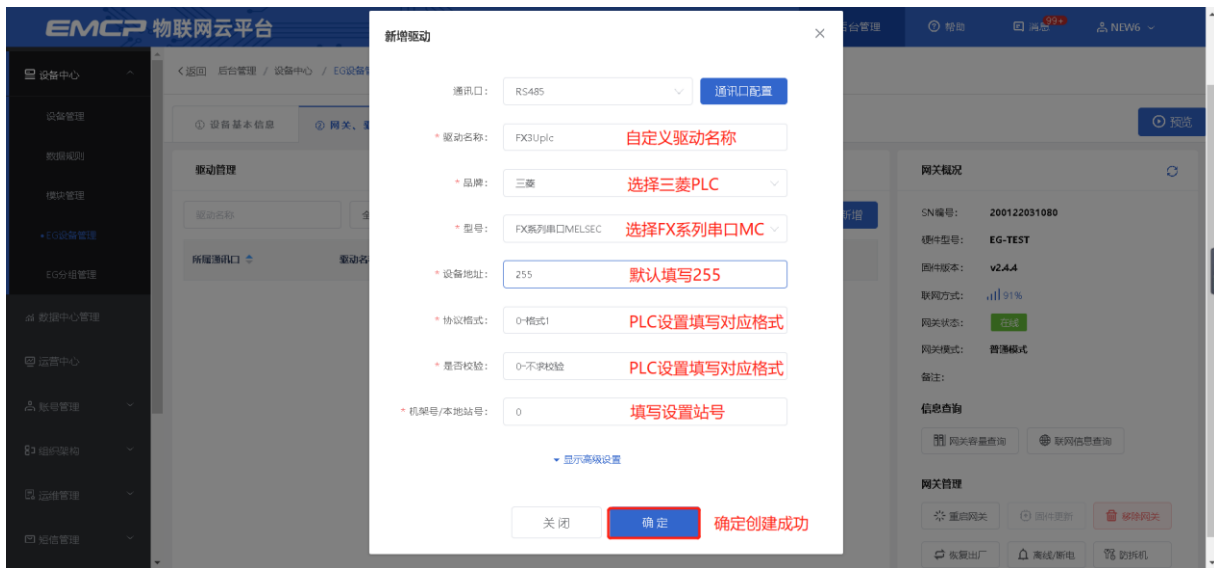 EMCP 物联网云平台
后台管理
帮助
消息
99+
NEW6
设备中心
设备管理
数据规则
模块管理
•EG设备管理
EG分组管理
数据中心管理
运营中心
账号管理
组织架构
运维管理
短信管理
<返回 后台管理 / 设备中心 / EG设备管
① 设备基本信息
② 网关、
预览
驱动管理
驱动名称
全
新增
所属通讯口
驱动名
新增驱动
通讯口: RS485 通讯口配置
* 驱动名称: FX3Uplc 自定义驱动名称
* 品牌: 三菱 选择三菱PLC
* 型号: FX系列串口MELSEC 选择FX系列串口MC
* 设备地址: 255 默认填写255
* 协议格式: 0-格式1 PLC设置填写对应格式
* 是否校验: 0-不求校验 PLC设置填写对应格式
* 机架号/本地站号: 0 填写设置站号
显示高级设置
关闭 确定 确定创建成功
网关概况
SN编号: 200122031080
硬件型号: EG-TEST
固件版本: v2.4.4
联网方式: 91%
网关状态: 在线
网关模式: 普通模式
备注:
信息查询
网关容量查询 联网信息查询
网关管理
重启网关 固件更新 移除网关
恢复出厂 离线/断电 防拆机